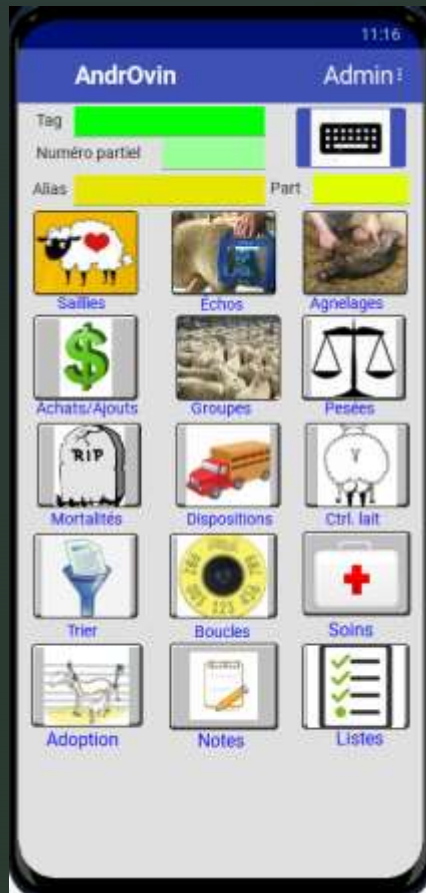 11:16
AndrOvin Admin
Tag
Numéro partiel
Alias Part
Saillies Échos Agnelages
Achats/Ajouts Groupes Pesées
RIP
Mortalités Dispositions Ctrl. lait
Trier Boucles Soins
Adoption Notes Listes